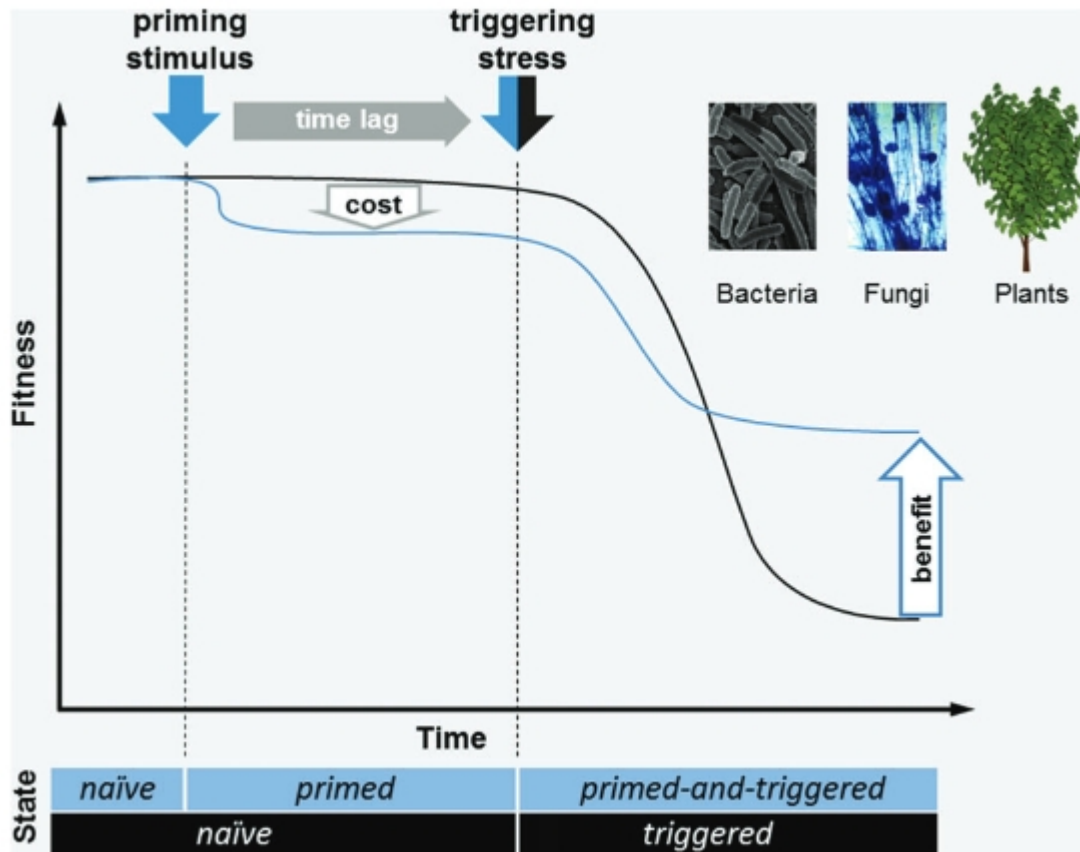 priming
stimulus
triggering
stress
time lag
cost
Bacteria
Fungi
Plants
Fitness
benefit
Time
State
naïve
primed
primed-and-triggered
naïve
triggered